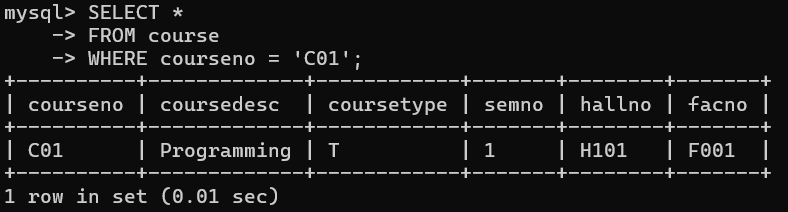 mysql> SELECT *
    -> FROM course
    -> WHERE courseno = 'C01';
+----------+-------------+------------+-------+--------+-------+
| courseno | coursedesc  | coursetype | semno | hallno | facno |
+----------+-------------+------------+-------+--------+-------+
| C01      | Programming | T          | 1     | H101   | F001  |
+----------+-------------+------------+-------+--------+-------+
1 row in set (0.01 sec)